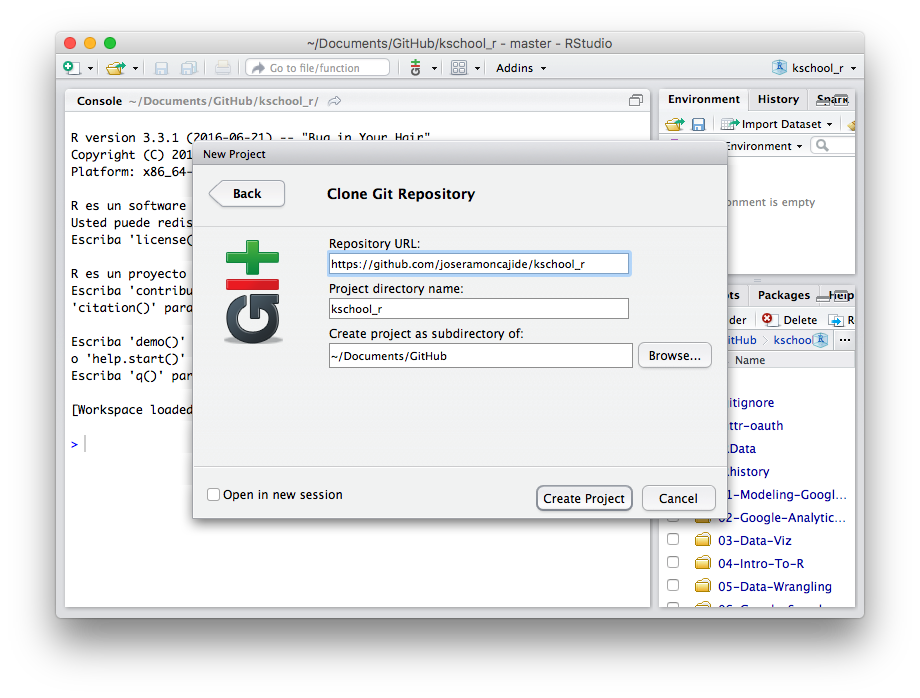 ~/Documents/GitHub/kschool_r - master - RStudio
Go to file/function
Addins
kschool_r
Console ~/Documents/GitHub/kschool_r/
R version 3.3.1 (2016-06-21) -- "Bug in Your Hair"
Copyright (C) 201
Platform: x86_64-
R es un software
Usted puede redis
Escriba 'license(
R es un proyecto
Escriba 'contribu
'citation()' para
Escriba 'demo()'
o 'help.start()'
Escriba 'q()' par
[Workspace loaded
>
New Project
Back
Clone Git Repository
git
Repository URL:
https://github.com/joseramoncajide/kschool_r
Project directory name:
kschool_r
Create project as subdirectory of:
~/Documents/GitHub
Browse...
Open in new session
Create Project
Cancel
Environment
History
Spark
Import Dataset
Environment
onment is empty
ts
Packages
Help
der
Delete
R
itHub
kschoo
...
Name
itignore
ttr-oauth
.Data
history
1-Modeling-Googl...
02-Google-Analytic...
03-Data-Viz
04-Intro-To-R
05-Data-Wrangling